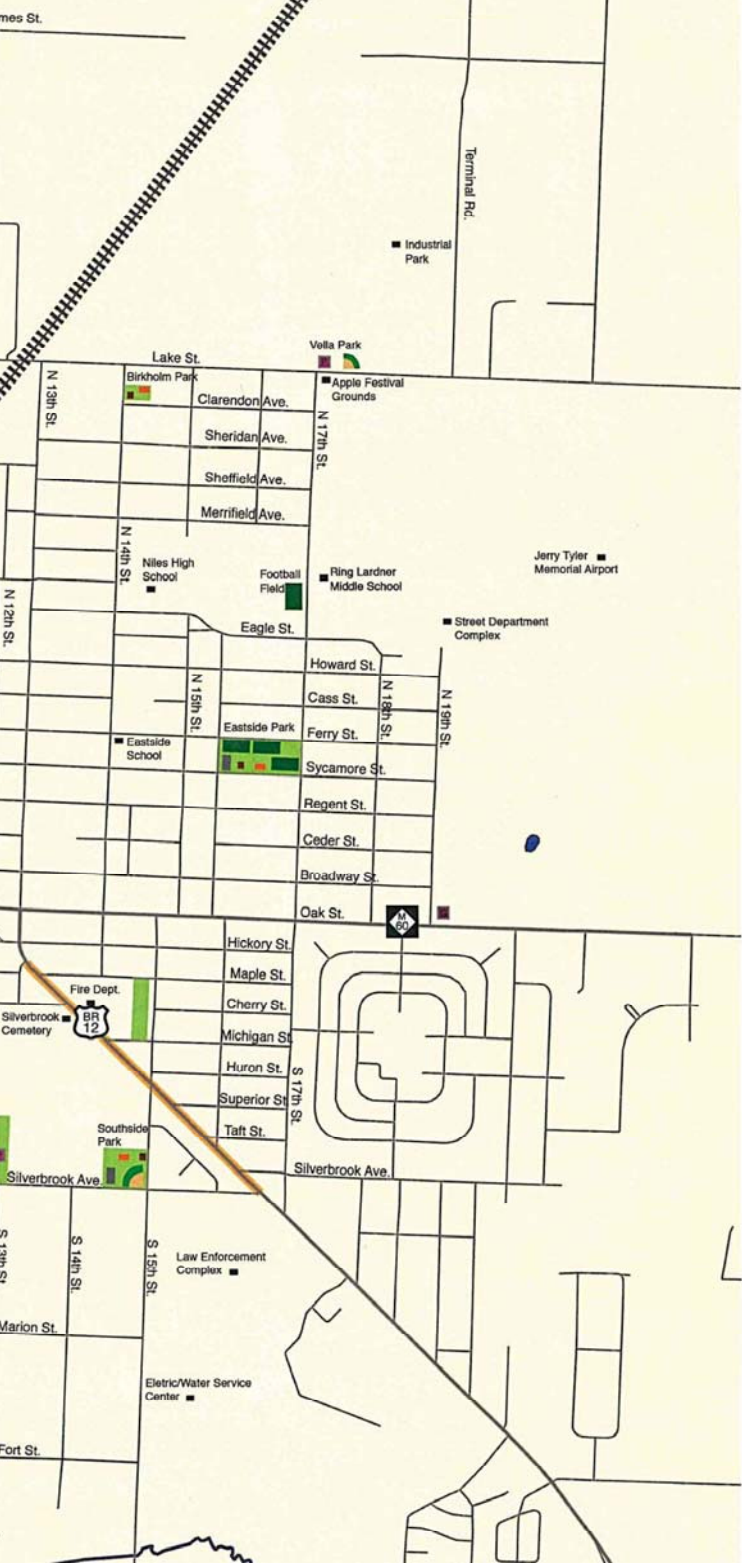 mes St.
Terminal Rd.
Industrial
Park
Vella Park
Lake St.
Birkholm Park
Apple Festival
Grounds
N 13th St.
Clarendon Ave.
N 17th St.
Sheridan Ave.
Sheffield Ave.
Merrifield Ave.
N 14th St.
Niles High
School
Football
Field
Ring Lardner
Middle School
Jerry Tyler
Memorial Airport
N 12th St.
Eagle St.
Street Department
Complex
Howard St.
N 15th St.
Cass St.
N 18th St.
N 19th St.
Eastside Park
Ferry St.
Eastside
School
Sycamore St.
Regent St.
Ceder St.
Broadway St.
Oak St.
M
60
Hickory St.
Maple St.
Fire Dept.
Cherry St.
Silverbrook
Cemetery
BR
12
Michigan St
Huron St.
S 17th St.
Superior St
Southside
Park
Taft St.
Silverbrook Ave.
Silverbrook Ave.
S 13th St.
S 14th St.
S 15th St.
Law Enforcement
Complex
Marion St.
Eletric/Water Service
Center
Fort St.